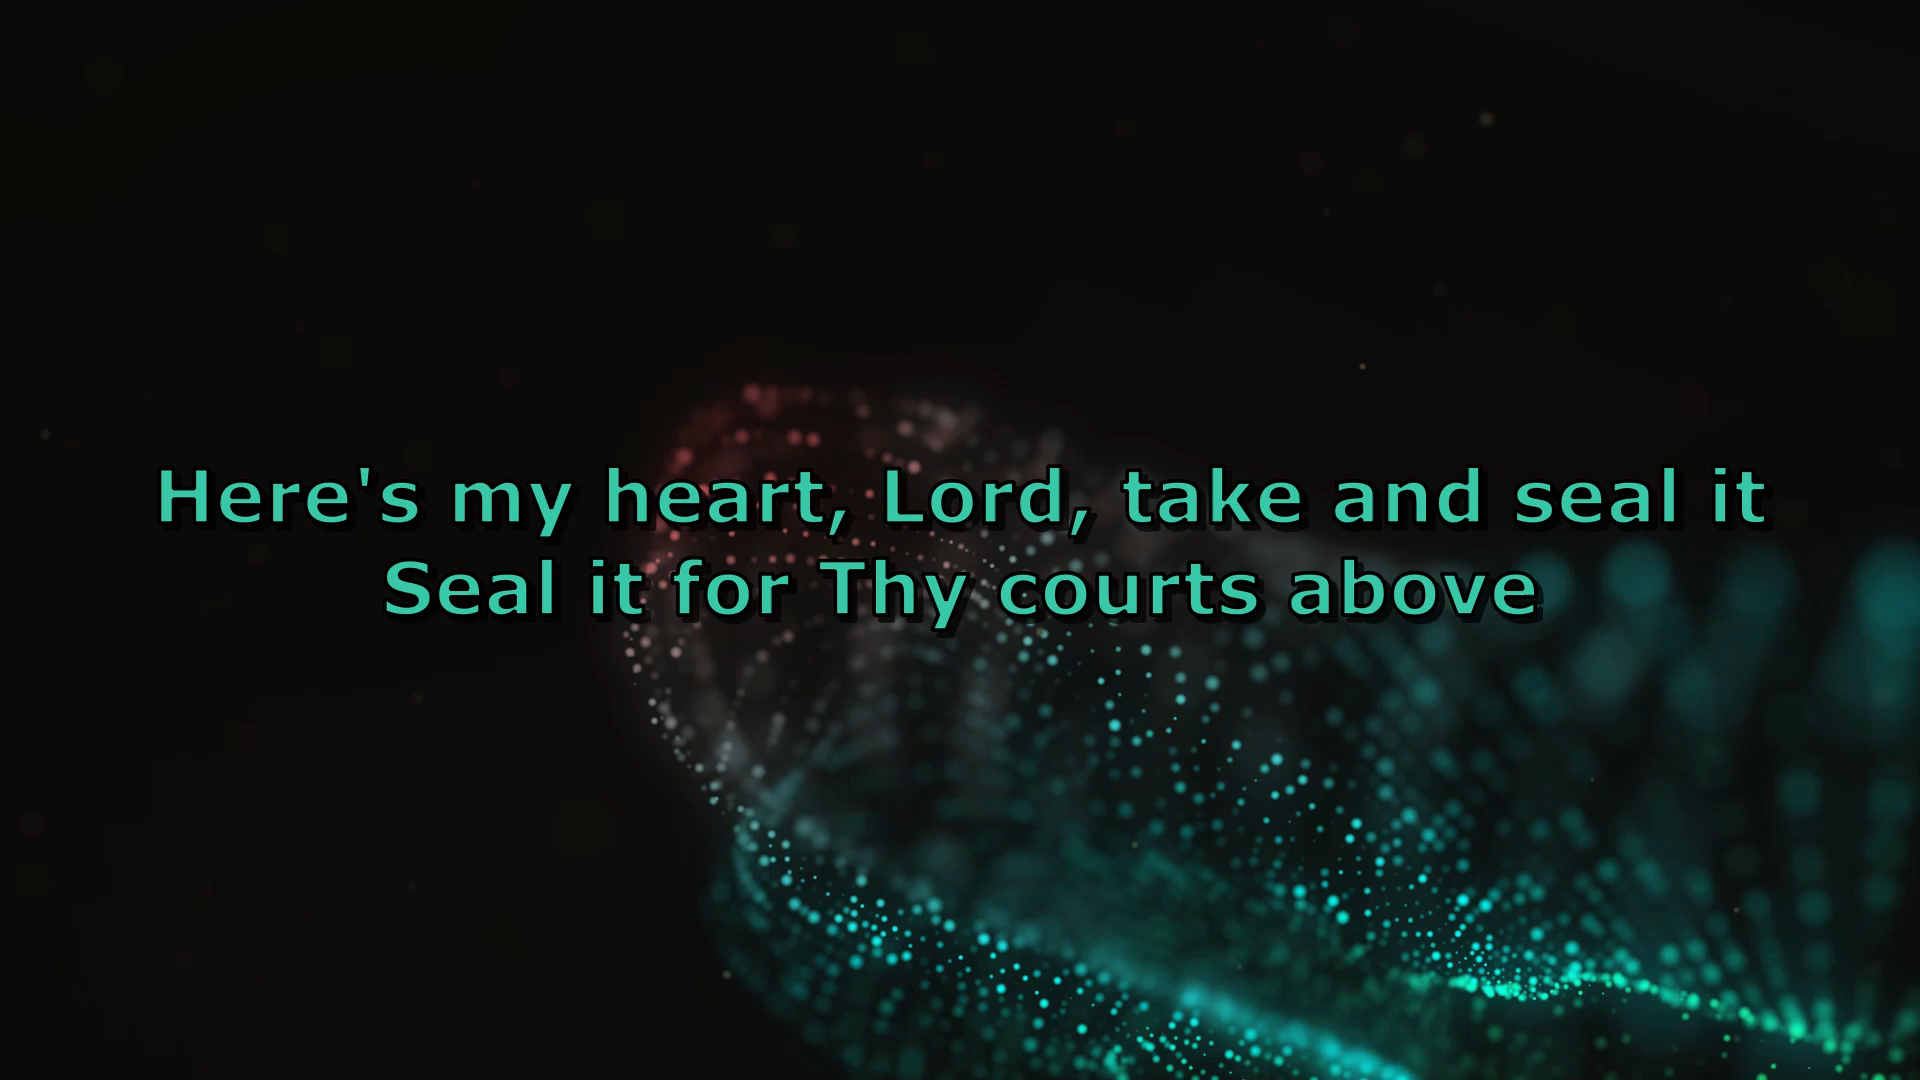 Here's my heart, Lord, take and seal it
Seal it for Thy courts above